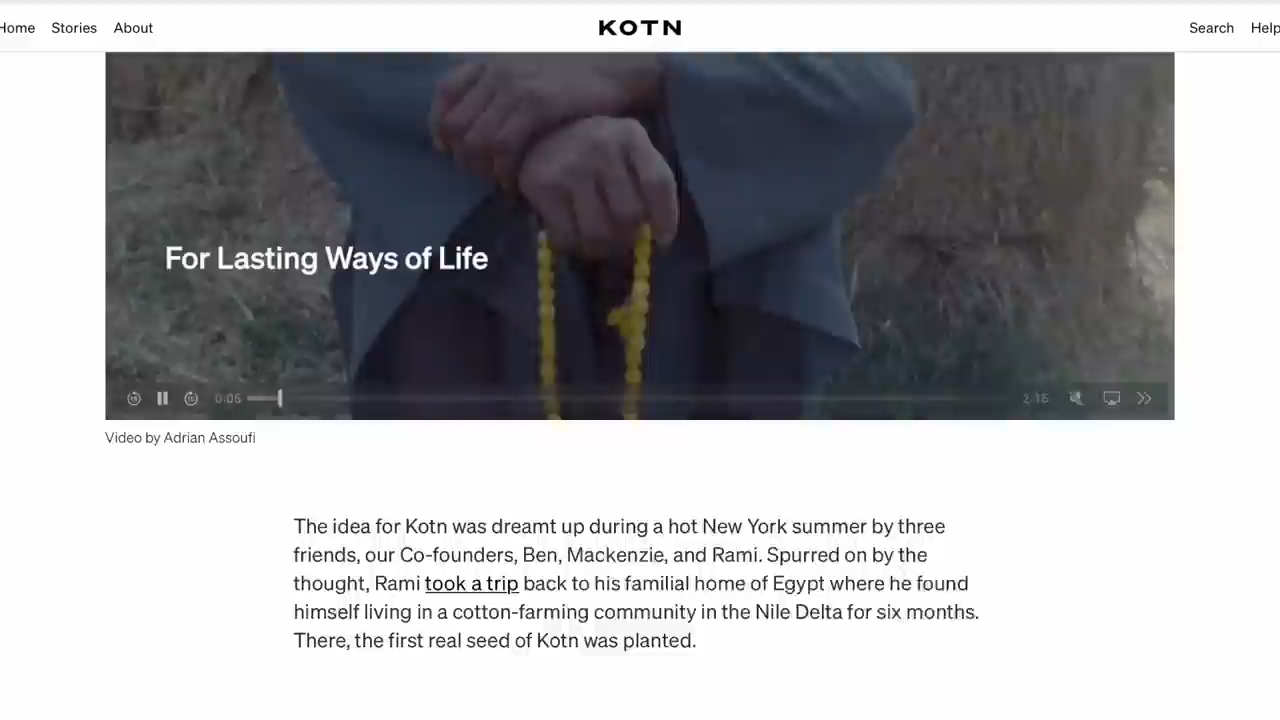 Home Stories About KOTN Search Help
For Lasting Ways of Life
0:05 2:15
Video by Adrian Assoufi
The idea for Kotn was dreamt up during a hot New York summer by three
friends, our Co-founders, Ben, Mackenzie, and Rami. Spurred on by the
thought, Rami took a trip back to his familial home of Egypt where he found
himself living in a cotton-farming community in the Nile Delta for six months.
There, the first real seed of Kotn was planted.